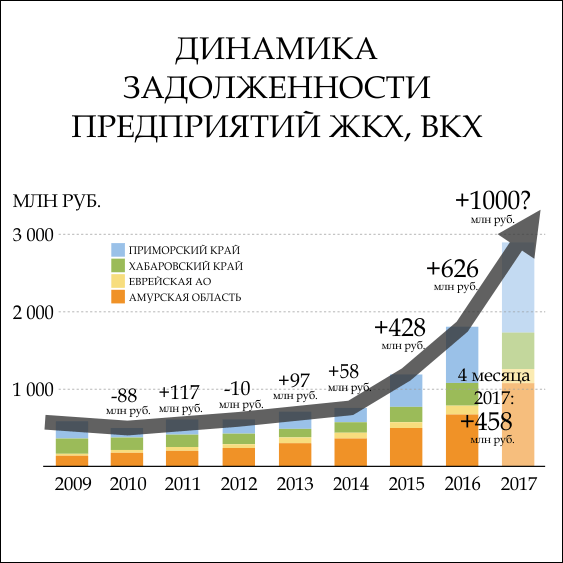 ДИНАМИКА
ЗАДОЛЖЕННОСТИ
ПРЕДПРИЯТИЙ ЖКХ, ВКХ
МЛН РУБ.
+1000?
млн руб.
3 000
ПРИМОРСКИЙ КРАЙ
ХАБАРОВСКИЙ КРАЙ
ЕВРЕЙСКАЯ АО
АМУРСКАЯ ОБЛАСТЬ
+626
млн руб.
2 000
+428
млн руб.
1 000
-88
млн руб.
+117
млн руб.
-10
млн руб.
+97
млн руб.
+58
млн руб.
4 месяца
2017:
+458
млн руб.
2009 2010 2011 2012 2013 2014 2015 2016 2017